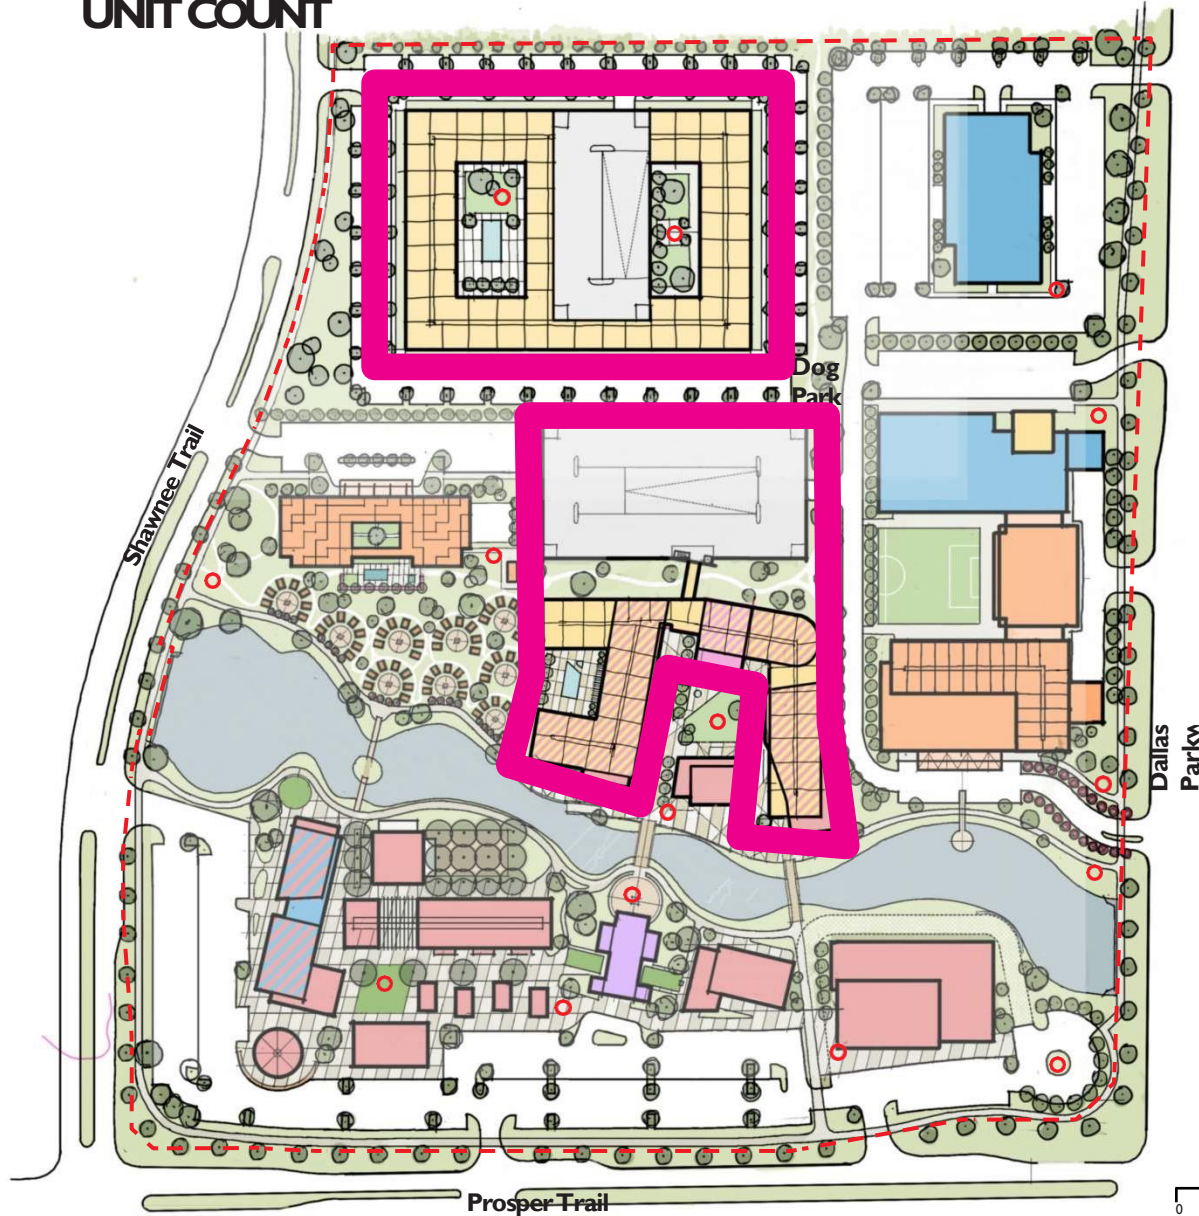 UNIT COUNT
Dog
Park
Shawnee Trail
Dallas
Parkw
Prosper Trail
0